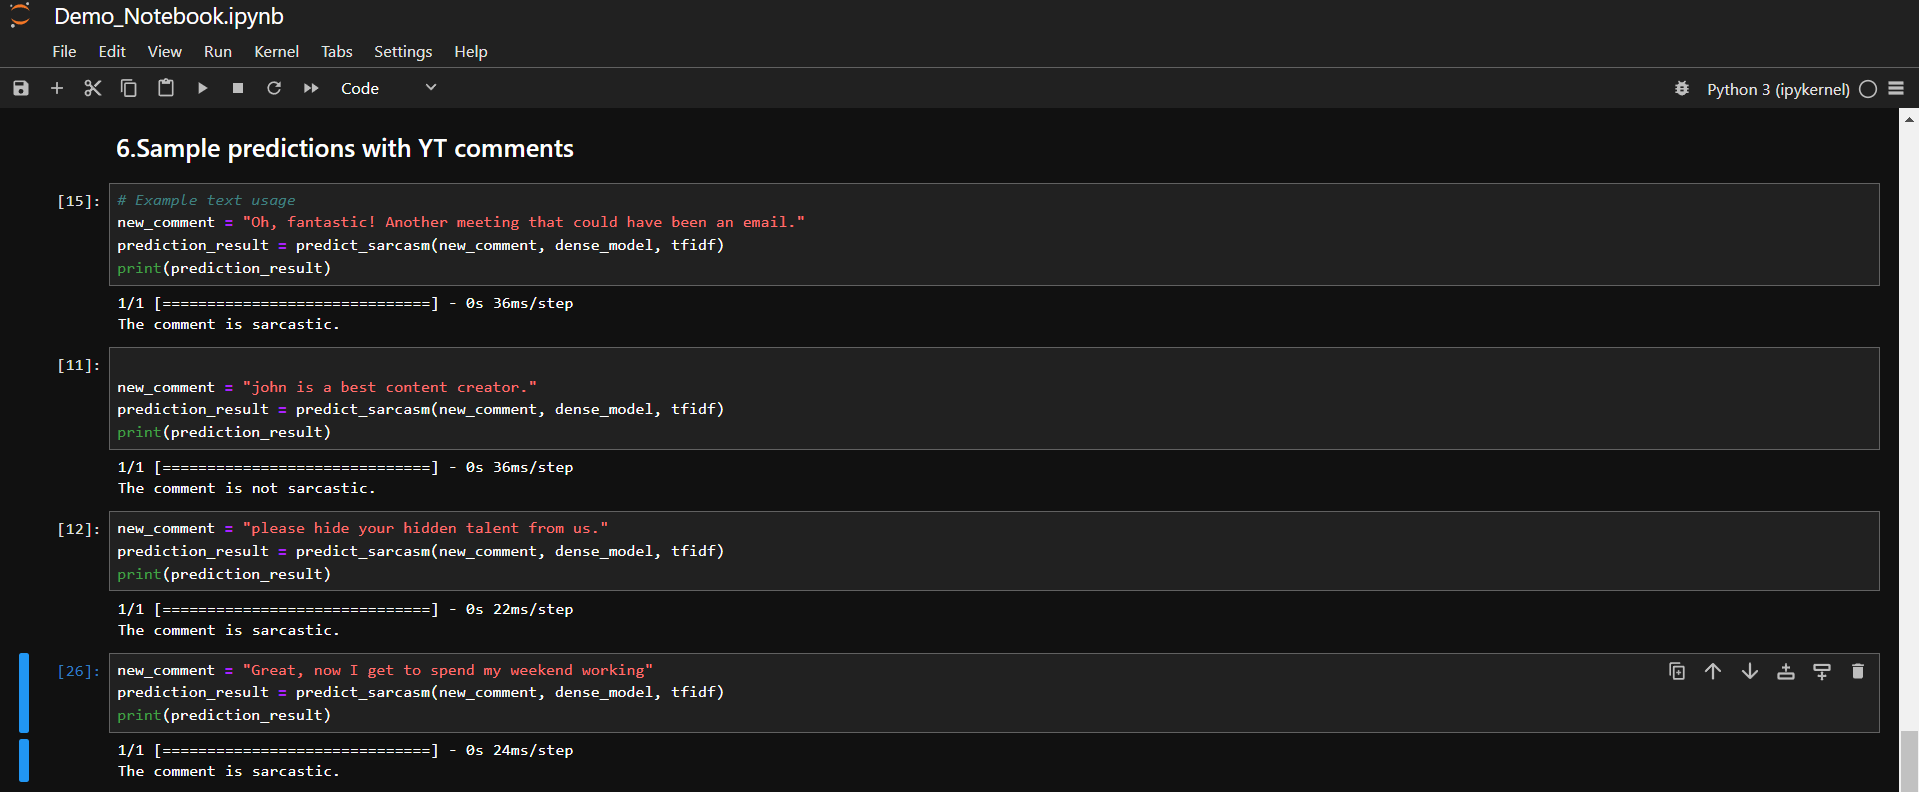 Demo_Notebook.ipynb
File Edit View Run Kernel Tabs Settings Help
Code
Python 3 (ipykernel)
6.Sample predictions with YT comments
[15]:
# Example text usage
new_comment = "Oh, fantastic! Another meeting that could have been an email."
prediction_result = predict_sarcasm(new_comment, dense_model, tfidf)
print(prediction_result)
1/1 [==============================] - 0s 36ms/step
The comment is sarcastic.
[11]:
new_comment = "john is a best content creator."
prediction_result = predict_sarcasm(new_comment, dense_model, tfidf)
print(prediction_result)
1/1 [==============================] - 0s 36ms/step
The comment is not sarcastic.
[12]:
new_comment = "please hide your hidden talent from us."
prediction_result = predict_sarcasm(new_comment, dense_model, tfidf)
print(prediction_result)
1/1 [==============================] - 0s 22ms/step
The comment is sarcastic.
[26]:
new_comment = "Great, now I get to spend my weekend working"
prediction_result = predict_sarcasm(new_comment, dense_model, tfidf)
print(prediction_result)
1/1 [==============================] - 0s 24ms/step
The comment is sarcastic.